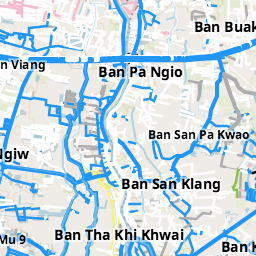 Ban Buak
n Viang
Ban Pa Ngio
Ban San Pa Kwao
Ngiw
Ban San Klang
Ban Tha Khi Khwai
Mu 9
Ban K